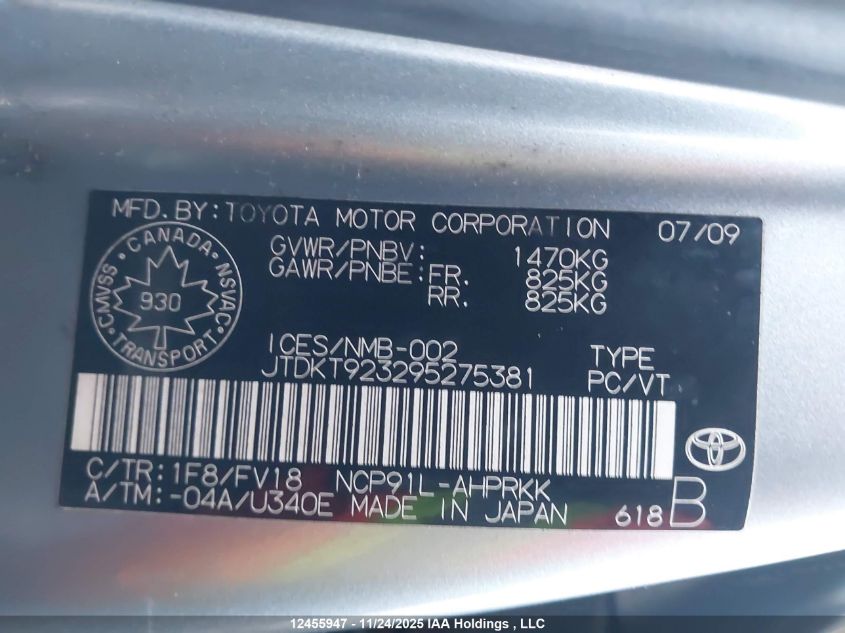 MFD.BY:TOYOTA MOTOR CORPORATION 07/09
GVWR/PNBV: 1470KG
GAWR/PNBE:FR. 825KG
RR. 825KG
CANADA
CMVSS NSVAC
930
TRANSPORT
ICES/NMB-002
JTDKT923295275381
TYPE
PC/VT
C/TR:1F8/FV18 NCP91L-AHPRKK
A/TM:-04A/U340E MADE IN JAPAN 618 B
12455947 - 11/24/2025 IAA Holdings , LLC